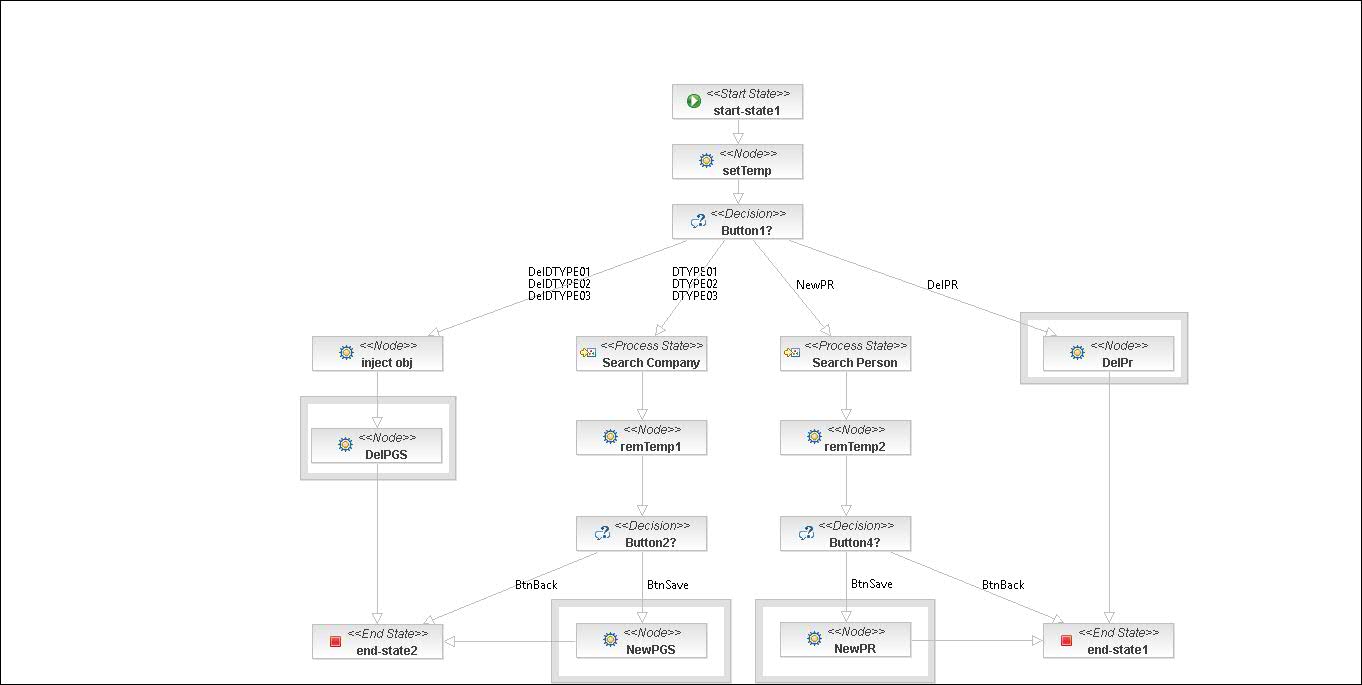 <<Start State>>
start-state1
<<Node>>
setTemp
<<Decision>>
Button1?
DelDTYPE01
DelDTYPE02
DelDTYPE03
DTYPE01
DTYPE02
DTYPE03
NewPR
DelPR
<<Node>>
inject obj
<<Process State>>
Search Company
<<Process State>>
Search Person
<<Node>>
DelPr
<<Node>>
DelPGS
<<Node>>
remTemp1
<<Node>>
remTemp2
<<Decision>>
Button2?
<<Decision>>
Button4?
BtnBack
BtnSave
BtnSave
BtnBack
<<End State>>
end-state2
<<Node>>
NewPGS
<<Node>>
NewPR
<<End State>>
end-state1